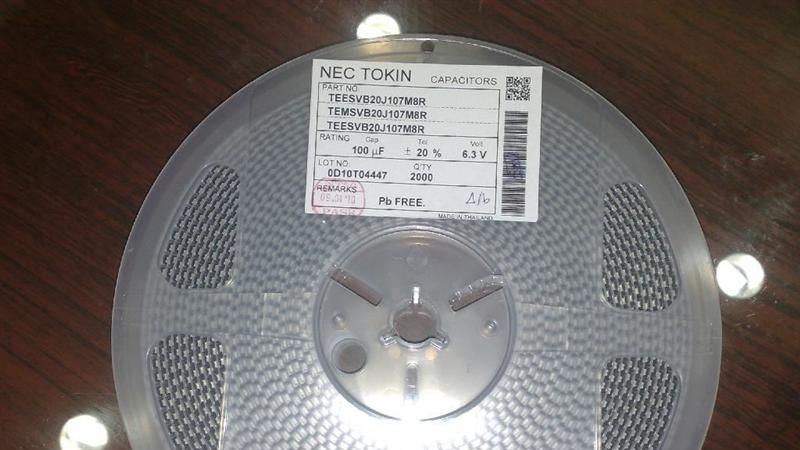 NEC TOKIN CAPACITORS
PART NO.
TEESVB20J107M8R
TEMSVB20J107M8R
TEESVB20J107M8R
RATING Cap Tol Volt
100 µF ± 20 % 6.3 V
LOT NO. Q'TY
0D10T04447 2000
REMARKS
Pb FREE.
PASS
MADE IN THAILAND